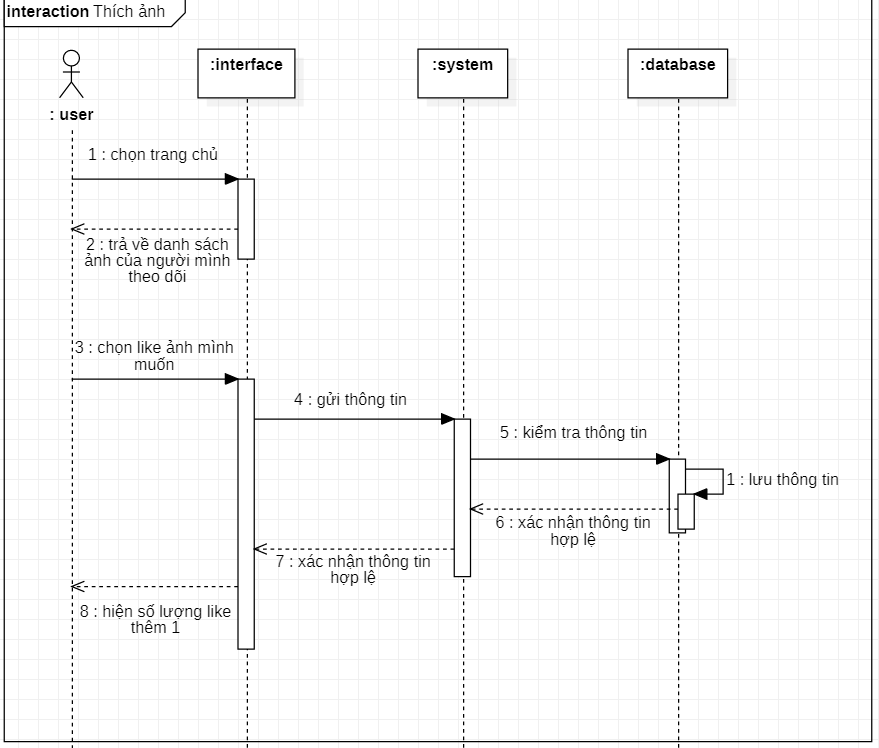 interaction Thích ảnh
:interface
:system
:database
: user
1 : chọn trang chủ
2 : trả về danh sách
ảnh của người mình
theo dõi
3 : chọn like ảnh mình
muốn
4 : gửi thông tin
5 : kiểm tra thông tin
1 : lưu thông tin
6 : xác nhận thông tin
hợp lệ
7 : xác nhận thông tin
hợp lệ
8 : hiện số lượng like
thêm 1